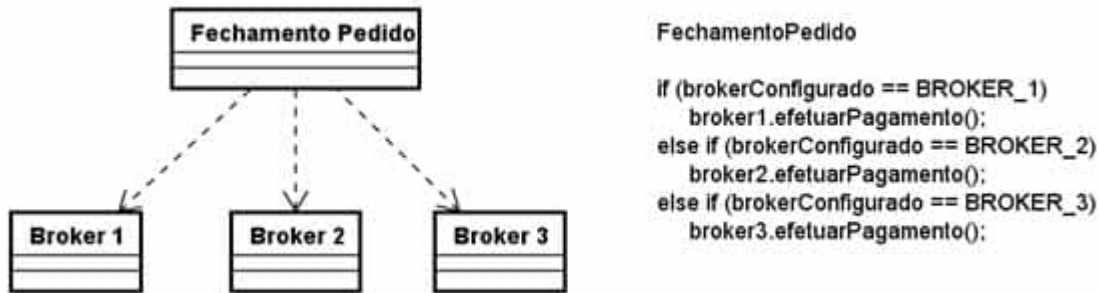 Fechamento Pedido
Broker 1
Broker 2
Broker 3
FechamentoPedido
if (brokerConfigurado == BROKER_1)
broker1.efetuarPagamento();
else if (brokerConfigurado == BROKER_2)
broker2.efetuarPagamento();
else if (brokerConfigurado == BROKER_3)
broker3.efetuarPagamento();